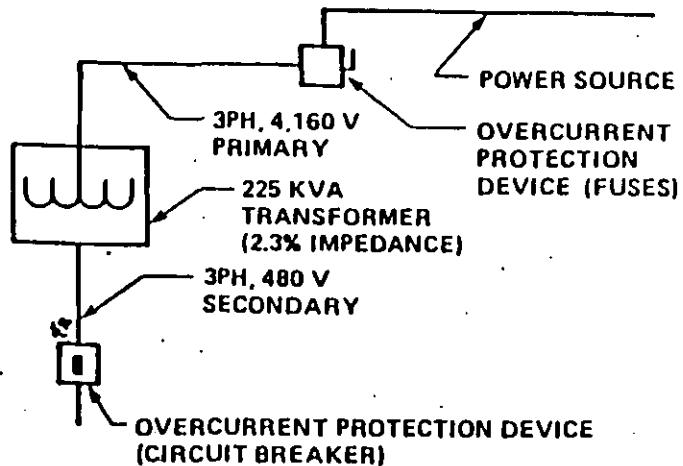 POWER SOURCE
3PH, 4,160 V
PRIMARY
OVERCURRENT
PROTECTION
DEVICE (FUSES)
225 KVA
TRANSFORMER
(2.3% IMPEDANCE)
3PH, 480 V
SECONDARY
OVERCURRENT PROTECTION DEVICE
(CIRCUIT BREAKER)